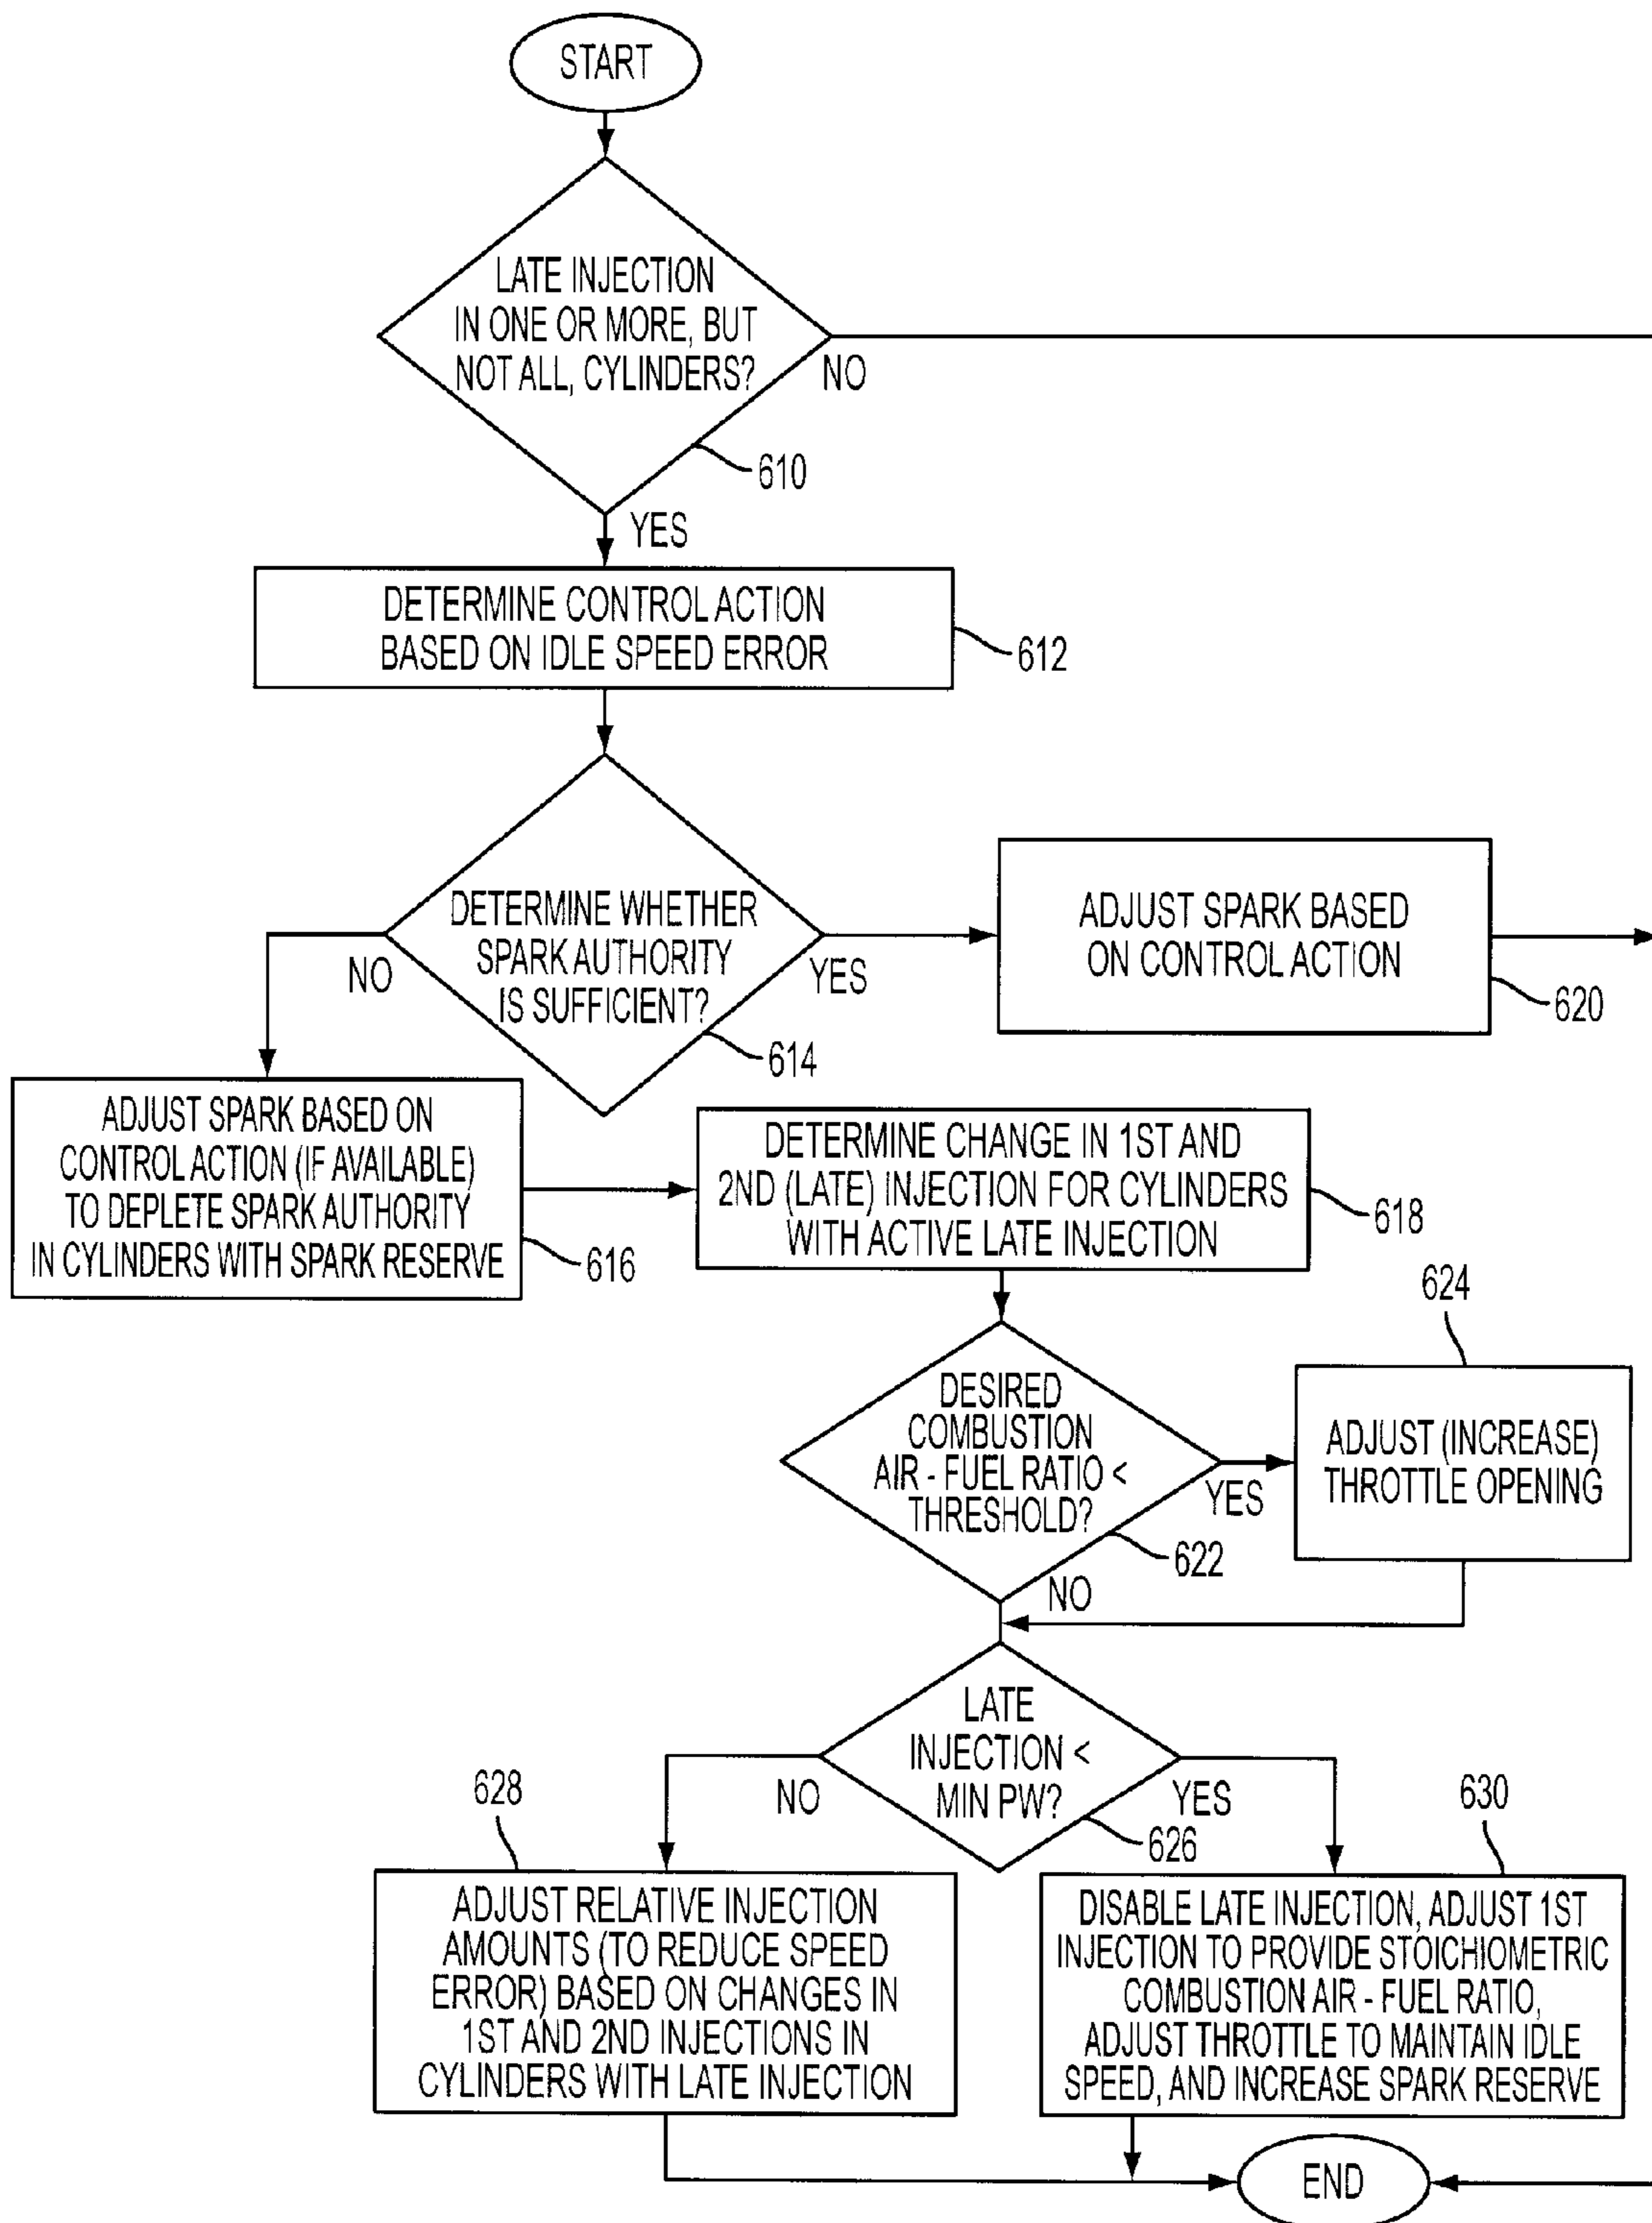 START
LATE INJECTION
IN ONE OR MORE, BUT
NOT ALL, CYLINDERS?
NO
610
YES
DETERMINE CONTROL ACTION
BASED ON IDLE SPEED ERROR
612
DETERMINE WHETHER
SPARK AUTHORITY
IS SUFFICIENT?
NO
YES
614
ADJUST SPARK BASED
ON CONTROL ACTION
620
ADJUST SPARK BASED ON
CONTROL ACTION (IF AVAILABLE)
TO DEPLETE SPARK AUTHORITY
IN CYLINDERS WITH SPARK RESERVE
616
DETERMINE CHANGE IN 1ST AND
2ND (LATE) INJECTION FOR CYLINDERS
WITH ACTIVE LATE INJECTION
618
DESIRED
COMBUSTION
AIR - FUEL RATIO <
THRESHOLD?
YES
622
NO
624
ADJUST (INCREASE)
THROTTLE OPENING
LATE
INJECTION <
MIN PW?
NO
YES
626
628
ADJUST RELATIVE INJECTION
AMOUNTS (TO REDUCE SPEED
ERROR) BASED ON CHANGES IN
1ST AND 2ND INJECTIONS IN
CYLINDERS WITH LATE INJECTION
630
DISABLE LATE INJECTION, ADJUST 1ST
INJECTION TO PROVIDE STOICHIOMETRIC
COMBUSTION AIR - FUEL RATIO,
ADJUST THROTTLE TO MAINTAIN IDLE
SPEED, AND INCREASE SPARK RESERVE
END